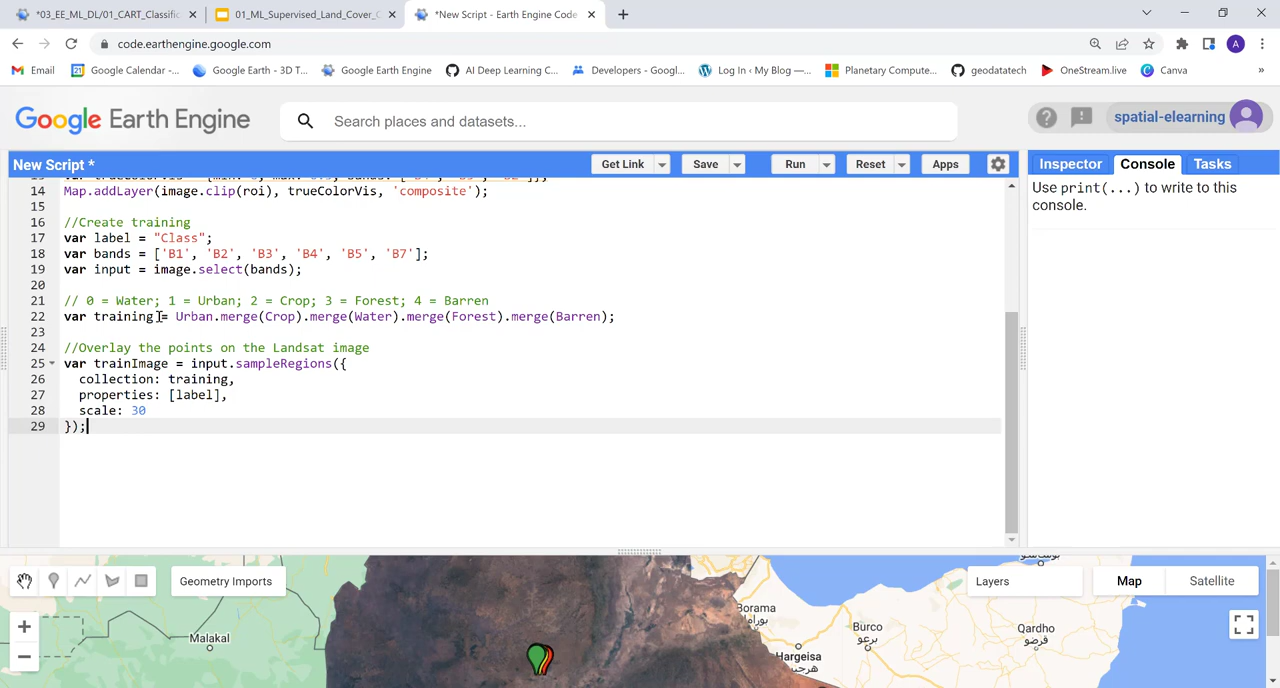 *03_EE_ML_DL/01_CART_Classific
01_ML_Supervised_Land_Cover_C
*New Script - Earth Engine Code
code.earthengine.google.com
A
Email
Google Calendar -...
Google Earth - 3D T...
Google Earth Engine
AI Deep Learning C...
Developers - Googl...
Log In ‹ My Blog —...
Planetary Compute...
geodatatech
OneStream.live
Canva
»
Google Earth Engine
Search places and datasets...
spatial-elearning
New Script *
Get Link
Save
Run
Reset
Apps
Inspector
Console
Tasks
Use print(...) to write to this
console.
14 Map.addLayer(image.clip(roi), trueColorVis, 'composite');
15
16 //Create training
17 var label = "Class";
18 var bands = ['B1', 'B2', 'B3', 'B4', 'B5', 'B7'];
19 var input = image.select(bands);
20
21 // 0 = Water; 1 = Urban; 2 = Crop; 3 = Forest; 4 = Barren
22 var training = Urban.merge(Crop).merge(Water).merge(Forest).merge(Barren);
23
24 //Overlay the points on the Landsat image
25 var trainImage = input.sampleRegions({
26 collection: training,
27 properties: [label],
28 scale: 30
29 });
Geometry Imports
Layers
Map
Satellite
Malakal
Borama
Burco
برعو
Hargeisa
Qardho
قرضو